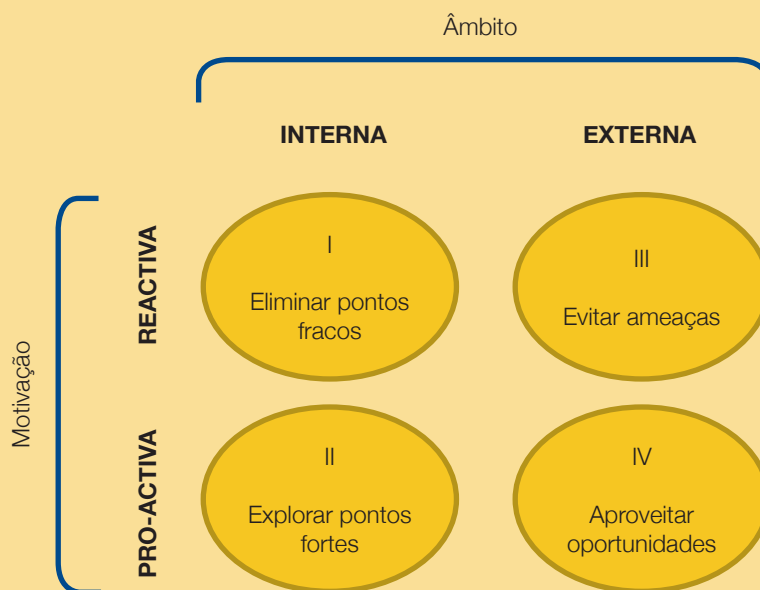 Âmbito
INTERNA
EXTERNA
Motivação
REACTIVA
I
Eliminar pontos
fracos
III
Evitar ameaças
PRO-ACTIVA
II
Explorar pontos
fortes
IV
Aproveitar
oportunidades